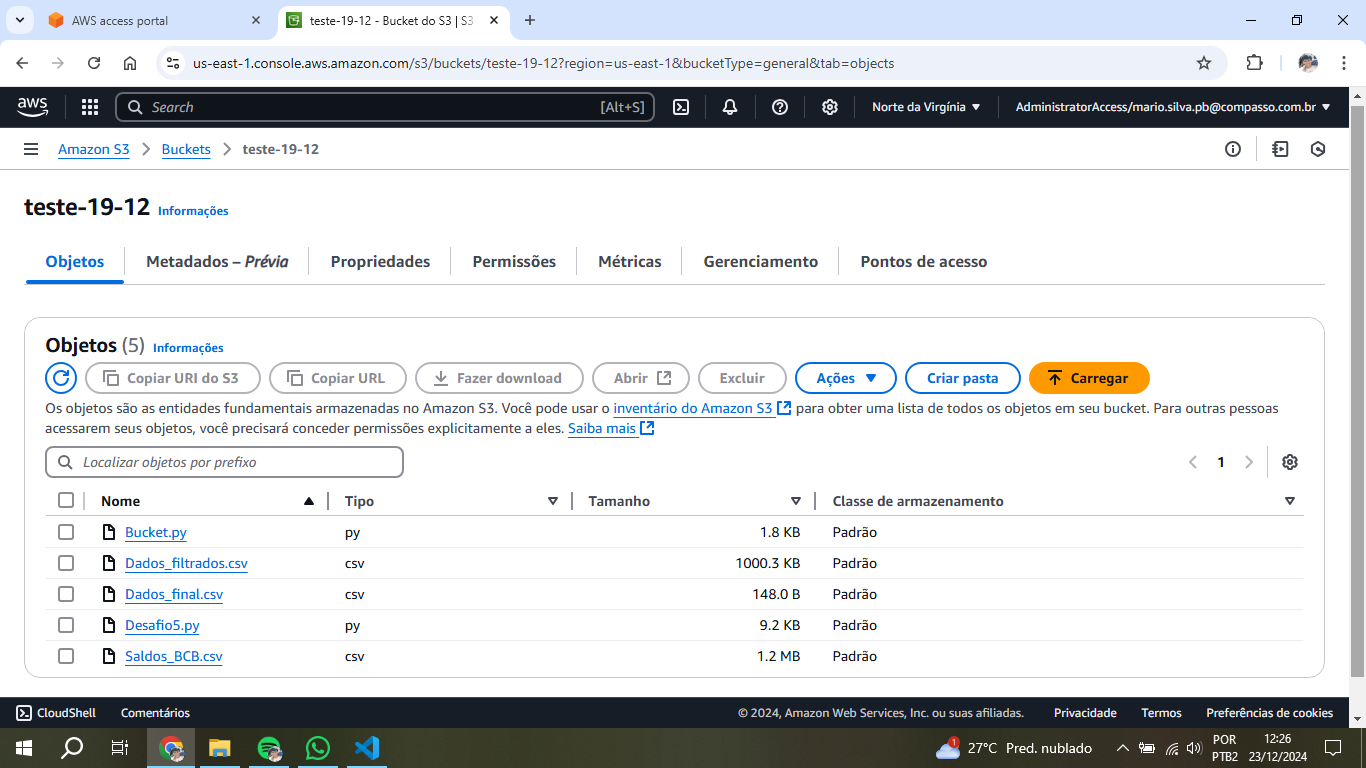 AWS access portal
teste-19-12 - Bucket do S3 | S3
us-east-1.console.aws.amazon.com/s3/buckets/teste-19-12?region=us-east-1&bucketType=general&tab=objects
aws Search [Alt+S] Norte da Virgínia AdministratorAccess/mario.silva.pb@compasso.com.br
Amazon S3 Buckets teste-19-12
teste-19-12 Informações
Objetos Metadados – Prévia Propriedades Permissões Métricas Gerenciamento Pontos de acesso
Objetos (5) Informações
Copiar URI do S3 Copiar URL Fazer download Abrir Excluir Ações Criar pasta Carregar
Os objetos são as entidades fundamentais armazenadas no Amazon S3. Você pode usar o inventário do Amazon S3 para obter uma lista de todos os objetos em seu bucket. Para outras pessoas
acessarem seus objetos, você precisará conceder permissões explicitamente a eles. Saiba mais
Localizar objetos por prefixo 1
Nome Tipo Tamanho Classe de armazenamento
Bucket.py py 1.8 KB Padrão
Dados_filtrados.csv csv 1000.3 KB Padrão
Dados_final.csv csv 148.0 B Padrão
Desafio5.py py 9.2 KB Padrão
Saldos_BCB.csv csv 1.2 MB Padrão
CloudShell Comentários © 2024, Amazon Web Services, Inc. ou suas afiliadas. Privacidade Termos Preferências de cookies
1 27°C Pred. nublado POR 12:26
PTB2 23/12/2024